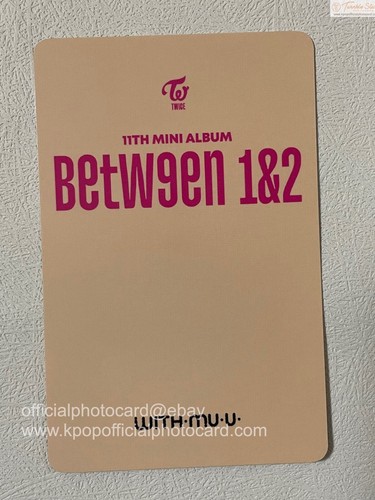 TWICE
11TH MINI ALBUM
BetW9en 1&2
officialphotocard@ebay
WITH·MU·U·
www.kpopofficialphotocard.com